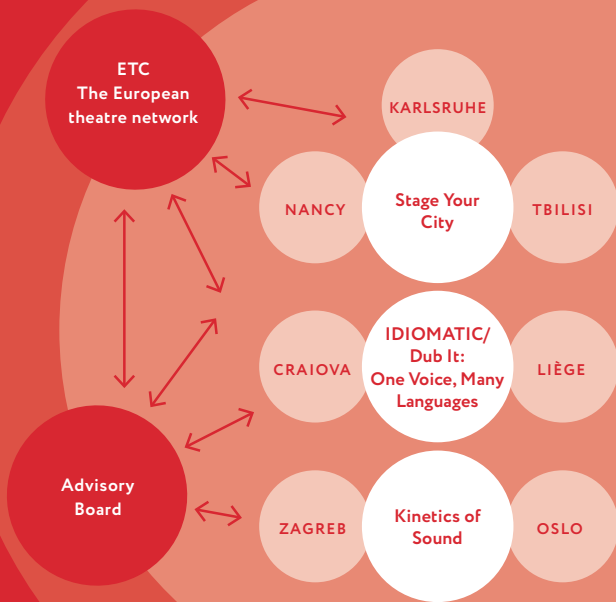 ETC
The European
theatre network
KARLSRUHE
NANCY
Stage Your
City
TBILISI
CRAIOVA
IDIOMATIC/
Dub It:
One Voice, Many
Languages
LIÈGE
Advisory
Board
ZAGREB
Kinetics of
Sound
OSLO